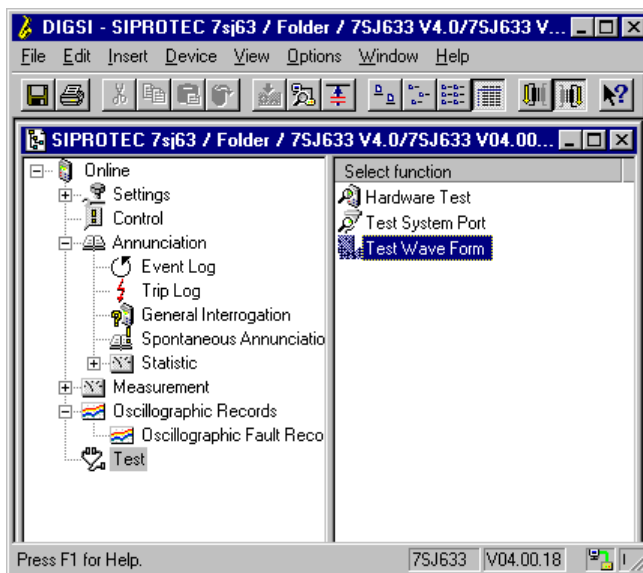 DIGSI - SIPROTEC 7sj63 / Folder / 7SJ633 V4.0/7SJ633 V...
File Edit Insert Device View Options Window Help
SIPROTEC 7sj63 / Folder / 7SJ633 V4.0/7SJ633 V04.00...
Online
Settings
Control
Annunciation
Event Log
Trip Log
General Interrogation
Spontaneous Annunciatio
Statistic
Measurement
Oscillographic Records
Oscillographic Fault Reco
Test
Select function
Hardware Test
Test System Port
Test Wave Form
Press F1 for Help.
7SJ633
V04.00.18